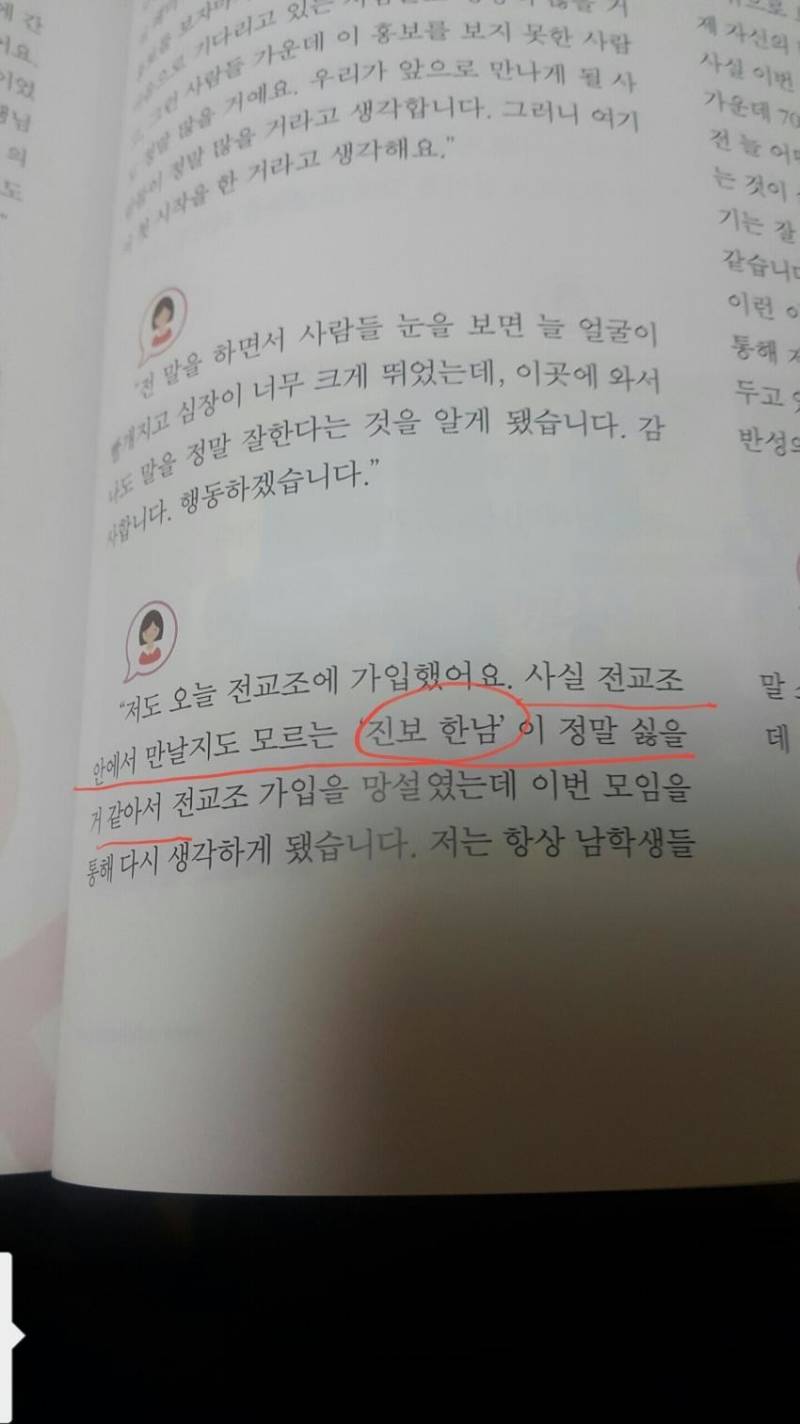 에 간
제 자신의
사실 이번
가운데 70
전 늘 어
는 것이
기는 갈
같습니다
이런
통해
두고
반성으
기다리고 있는
그런 사람들 가운데 이 홍보를 보지 못한 사람
정말 많을 거예요. 우리가 앞으로 만나게 될 사
람들이 정말 많을 거라고 생각합니다. 그러니 여기
첫 시작을 한 거라고 생각해요.”
“전 말을 하면서 사람들 눈을 보면 늘 얼굴이
빨개지고 심장이 너무 크게 뛰었는데, 이곳에 와서
나도 말을 정말 잘한다는 것을 알게 됐습니다. 감
사합니다. 행동하겠습니다.”
“저도 오늘 전교조에 가입했어요. 사실 전교조
안에서 만날지도 모르는 ‘진보 한남’이 정말 싫을
거 같아서 전교조 가입을 망설였는데 이번 모임을
통해 다시 생각하게 됐습니다. 저는 항상 남학생들
말
데